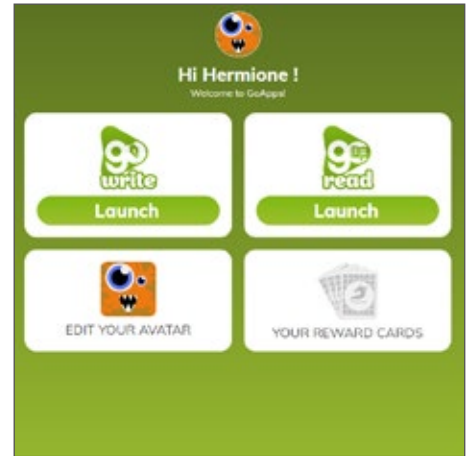 Hi Hermione !
Welcome to GoApps!
go
write
Launch
go
read
Launch
EDIT YOUR AVATAR
YOUR REWARD CARDS